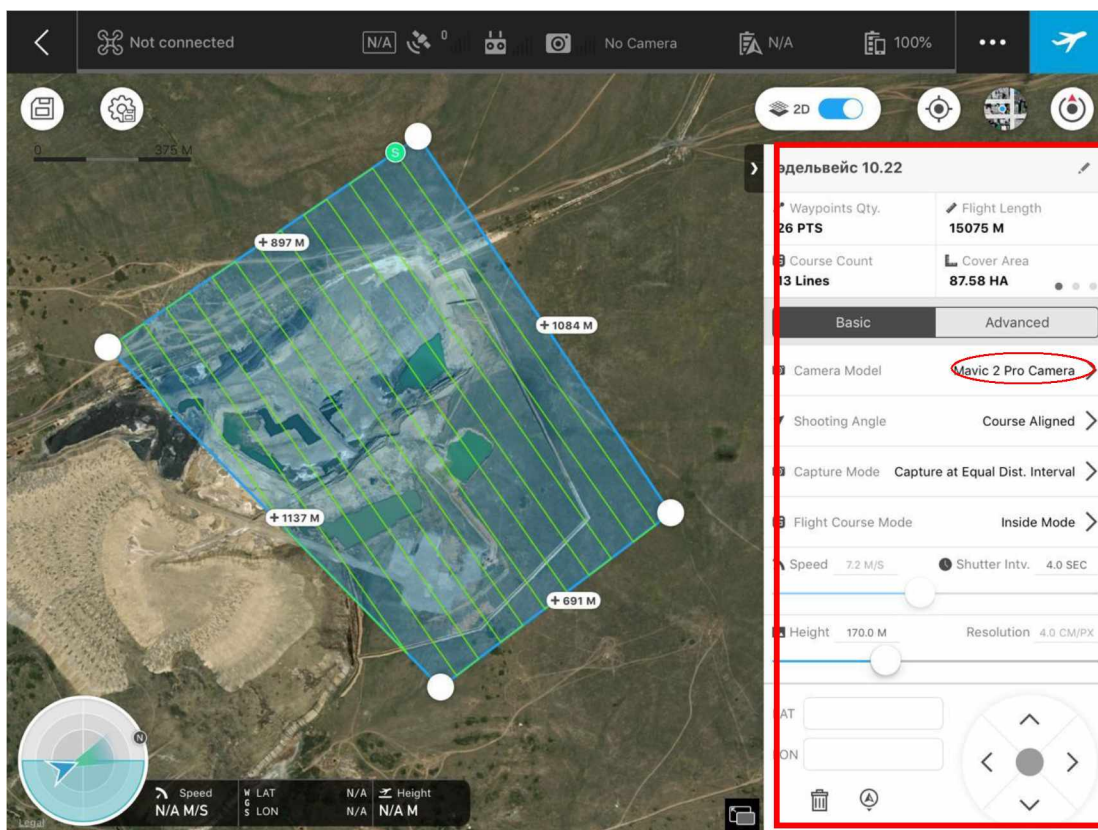 Not connected
N/A
0
No Camera
N/A
100%
2D
0 375 M
S
+ 897 M
+ 1084 M
+ 1137 M
+ 691 M
эдельвейс 10.22
Waypoints Qty. Flight Length
26 PTS 15075 M
Course Count Cover Area
13 Lines 87.58 HA
Basic Advanced
Camera Model Mavic 2 Pro Camera
Shooting Angle Course Aligned
Capture Mode Capture at Equal Dist. Interval
Flight Course Mode Inside Mode
Speed 7.2 M/S Shutter Intv. 4.0 SEC
Height 170.0 M Resolution 4.0 CM/PX
LAT
LON
N
Speed
N/A M/S
WGS
LAT N/A
LON N/A
Height
N/A M
Legal